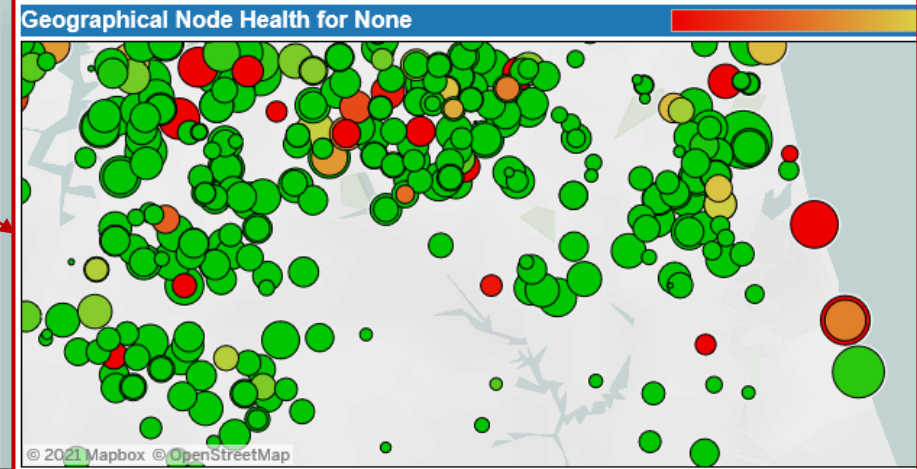 Geographical Node Health for None
© 2021 Mapbox © OpenStreetMap